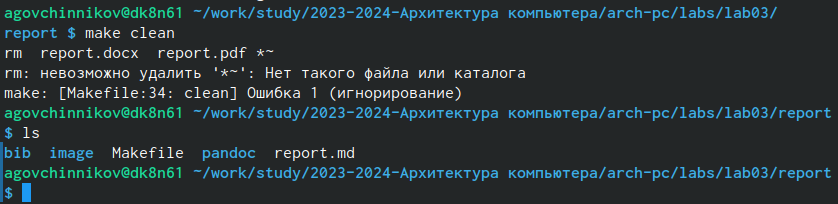 agovchinnikov@dk8n61 ~/work/study/2023-2024-Архитектура компьютера/arch-pc/labs/lab03/
report $ make clean
rm  report.docx  report.pdf *~
rm: невозможно удалить '*~': Нет такого файла или каталога
make: [Makefile:34: clean] Ошибка 1 (игнорирование)
agovchinnikov@dk8n61 ~/work/study/2023-2024-Архитектура компьютера/arch-pc/labs/lab03/report
$ ls
bib  image  Makefile  pandoc  report.md
agovchinnikov@dk8n61 ~/work/study/2023-2024-Архитектура компьютера/arch-pc/labs/lab03/report
$